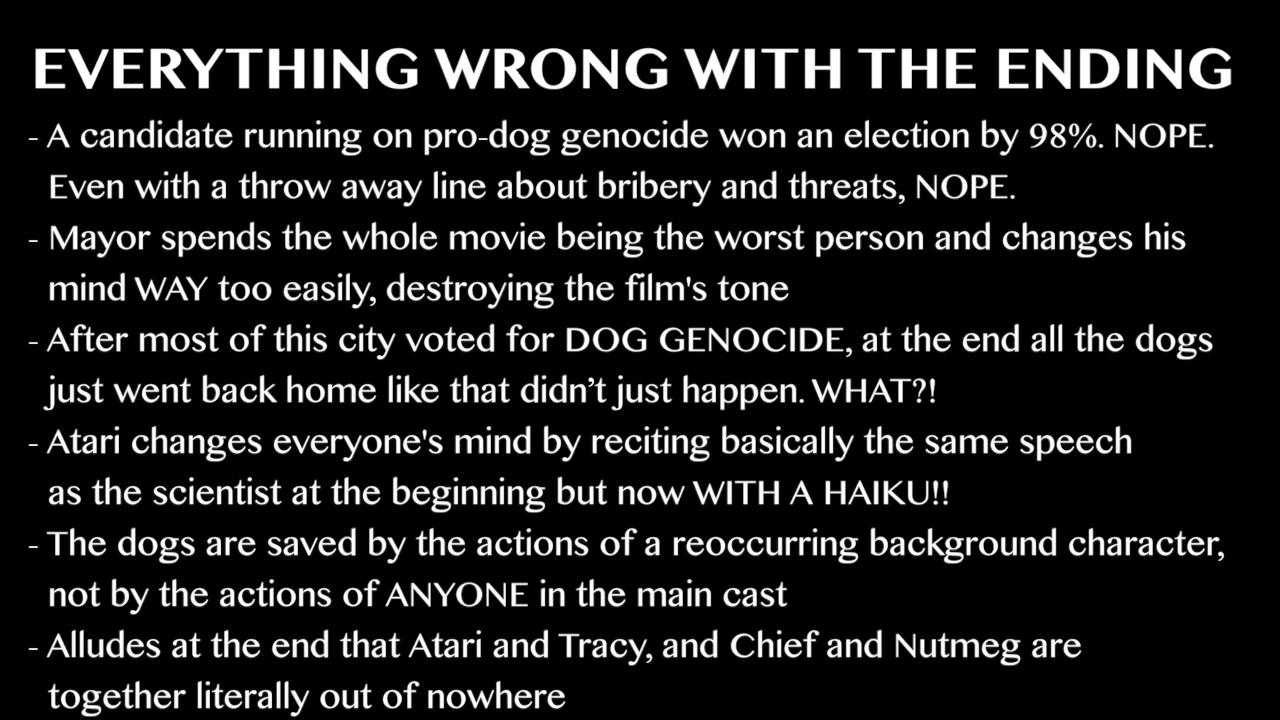 EVERYTHING WRONG WITH THE ENDING
- A candidate running on pro-dog genocide won an election by 98%. NOPE.
Even with a throw away line about bribery and threats, NOPE.
- Mayor spends the whole movie being the worst person and changes his
mind WAY too easily, destroying the film's tone
- After most of this city voted for DOG GENOCIDE, at the end all the dogs
just went back home like that didn’t just happen. WHAT?!
- Atari changes everyone's mind by reciting basically the same speech
as the scientist at the beginning but now WITH A HAIKU!!
- The dogs are saved by the actions of a reoccurring background character,
not by the actions of ANYONE in the main cast
- Alludes at the end that Atari and Tracy, and Chief and Nutmeg are
together literally out of nowhere